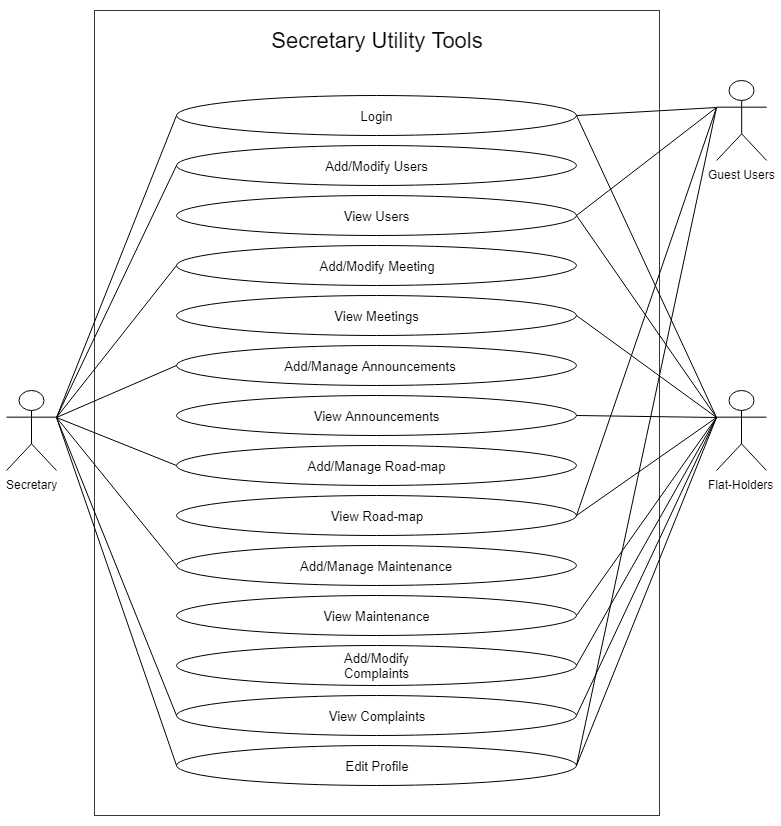 Secretary Utility Tools
Login
Add/Modify Users
View Users
Add/Modify Meeting
View Meetings
Add/Manage Announcements
View Announcements
Add/Manage Road-map
View Road-map
Add/Manage Maintenance
View Maintenance
Add/Modify
Complaints
View Complaints
Edit Profile
Secretary
Guest Users
Flat-Holders